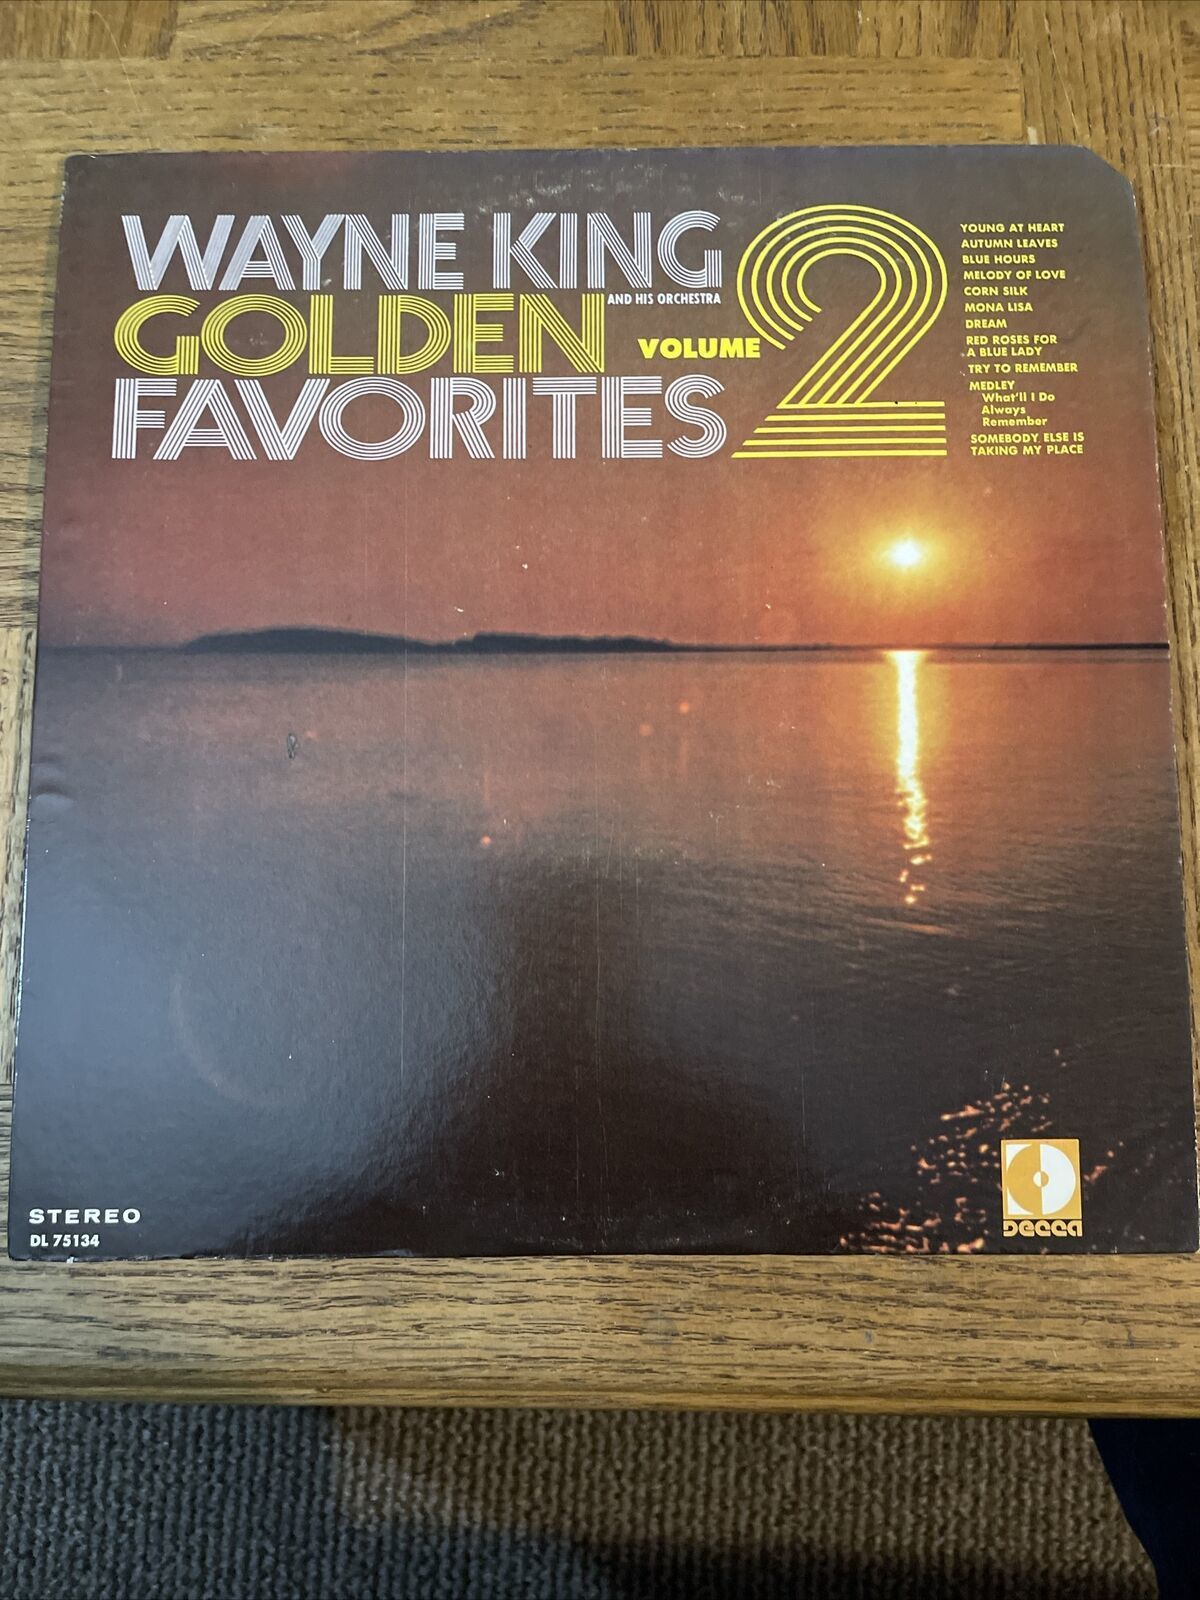 WAYNE KING
AND HIS ORCHESTRA
GOLDEN
VOLUME 2
FAVORITES
YOUNG AT HEART
AUTUMN LEAVES
BLUE HOURS
MELODY OF LOVE
CORN SILK
MONA LISA
DREAM
RED ROSES FOR
A BLUE LADY
TRY TO REMEMBER
MEDLEY
What'll I Do
Always
Remember
SOMEBODY ELSE IS
TAKING MY PLACE
STEREO
DL 75134
DECCA